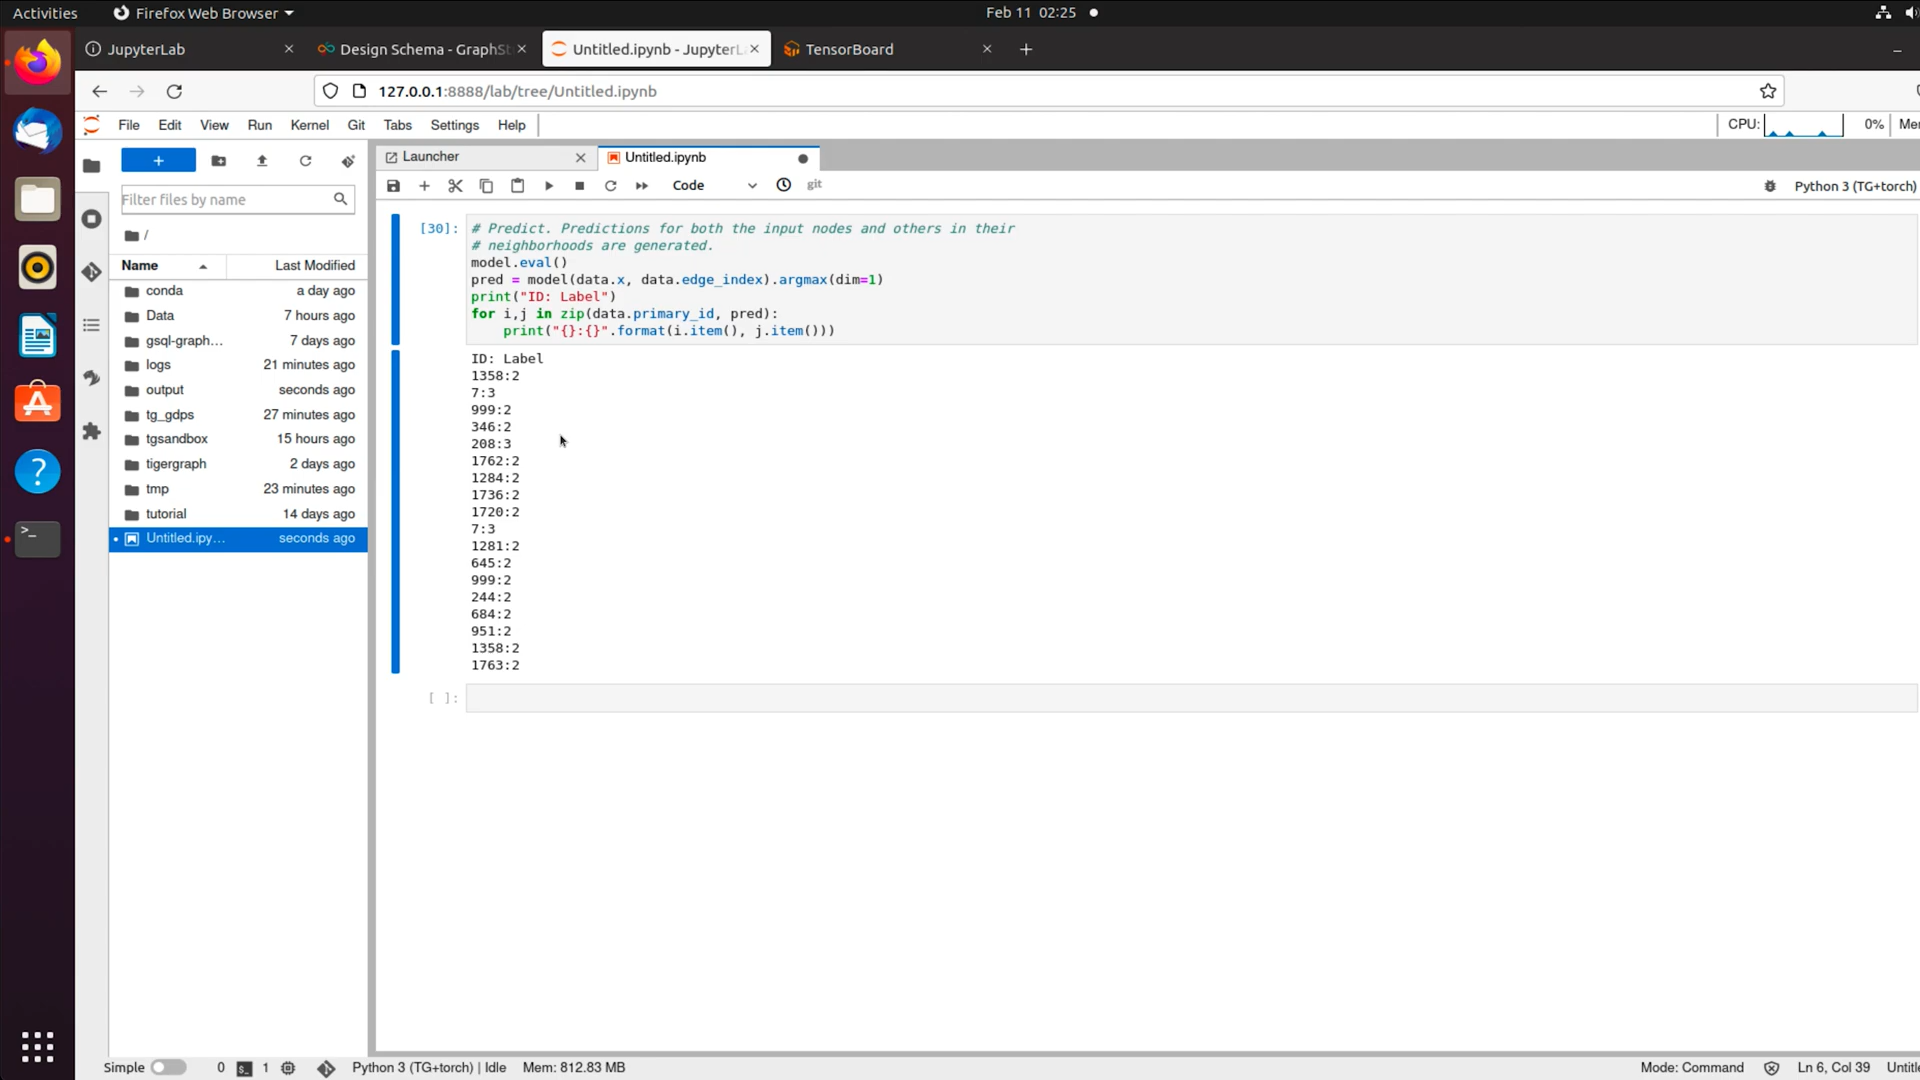 Activities
Firefox Web Browser
Feb 11 02:25
JupyterLab
Design Schema - GraphSt
Untitled.ipynb - JupyterL
TensorBoard
127.0.0.1:8888/lab/tree/Untitled.ipynb
File Edit View Run Kernel Git Tabs Settings Help
CPU: 0% Mer
Launcher
Untitled.ipynb
Code
git
Python 3 (TG+torch)
Filter files by name
/
Name Last Modified
conda a day ago
Data 7 hours ago
gsql-graph... 7 days ago
logs 21 minutes ago
output seconds ago
tg_gdps 27 minutes ago
tgsandbox 15 hours ago
tigergraph 2 days ago
tmp 23 minutes ago
tutorial 14 days ago
Untitled.ipy... seconds ago
[30]: # Predict. Predictions for both the input nodes and others in their
# neighborhoods are generated.
model.eval()
pred = model(data.x, data.edge_index).argmax(dim=1)
print("ID: Label")
for i,j in zip(data.primary_id, pred):
    print("{}:{}".format(i.item(), j.item()))
ID: Label
1358:2
7:3
999:2
346:2
208:3
1762:2
1284:2
1736:2
1720:2
7:3
1281:2
645:2
999:2
244:2
684:2
951:2
1358:2
1763:2
[ ]:
Simple 0 1 Python 3 (TG+torch) | Idle Mem: 812.83 MB
Mode: Command Ln 6, Col 39 Untitle